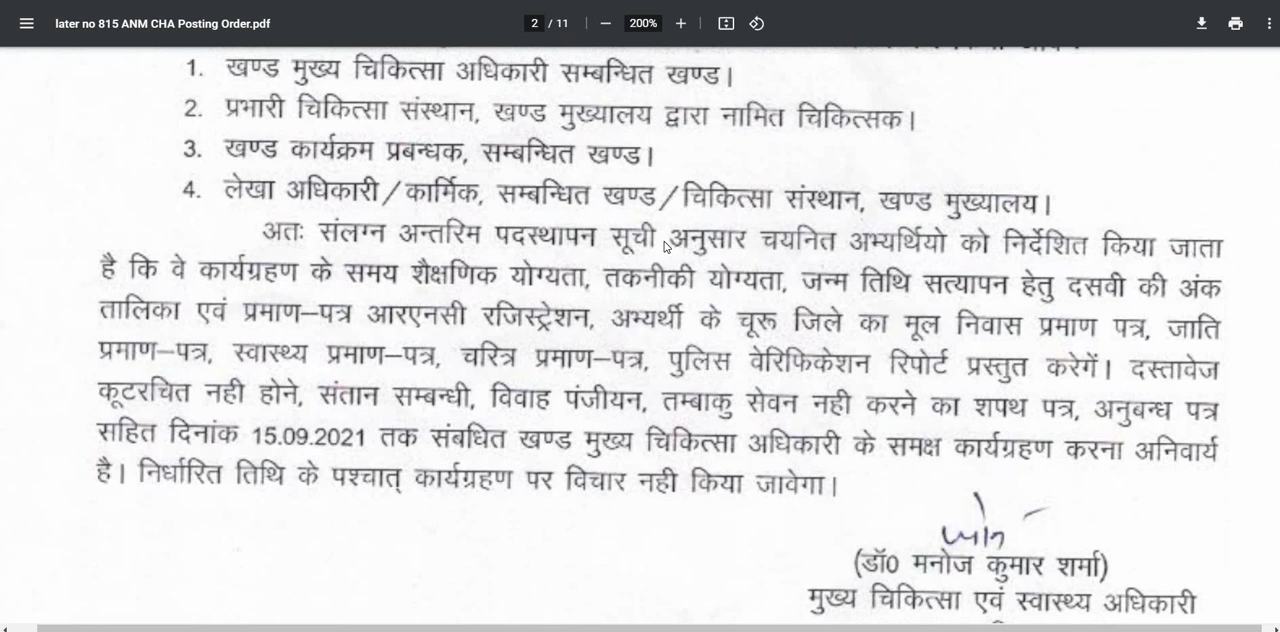 later no 815 ANM CHA Posting Order.pdf 2 / 11 200%
1. खण्ड मुख्य चिकित्सा अधिकारी सम्बन्धित खण्ड।
2. प्रभारी चिकित्सा संस्थान, खण्ड मुख्यालय द्वारा नामित चिकित्सक।
3. खण्ड कार्यक्रम प्रबन्धक, सम्बन्धित खण्ड।
4. लेखा अधिकारी/कार्मिक, सम्बन्धित खण्ड/चिकित्सा संस्थान, खण्ड मुख्यालय।
अतः संलग्न अन्तरिम पदस्थापन सूची अनुसार चयनित अभ्यर्थियो को निर्देशित किया जाता
है कि वे कार्यग्रहण के समय शैक्षणिक योग्यता, तकनीकी योग्यता, जन्म तिथि सत्यापन हेतु दसवी की अंक
तालिका एवं प्रमाण–पत्र आरएनसी रजिस्ट्रेशन, अभ्यर्थी के चूरू जिले का मूल निवास प्रमाण पत्र, जाति
प्रमाण–पत्र, स्वास्थ्य प्रमाण–पत्र, चरित्र प्रमाण–पत्र, पुलिस वेरिफिकेशन रिपोर्ट प्रस्तुत करेगें। दस्तावेज
कूटरचित नही होने, संतान सम्बन्धी, विवाह पंजीयन, तम्बाकु सेवन नही करने का शपथ पत्र, अनुबन्ध पत्र
सहित दिनांक 15.09.2021 तक संबधित खण्ड मुख्य चिकित्सा अधिकारी के समक्ष कार्यग्रहण करना अनिवार्य
है। निर्धारित तिथि के पश्चात् कार्यग्रहण पर विचार नही किया जावेगा।
(डॉ0 मनोज कुमार शर्मा)
मुख्य चिकित्सा एवं स्वास्थ्य अधिकारी